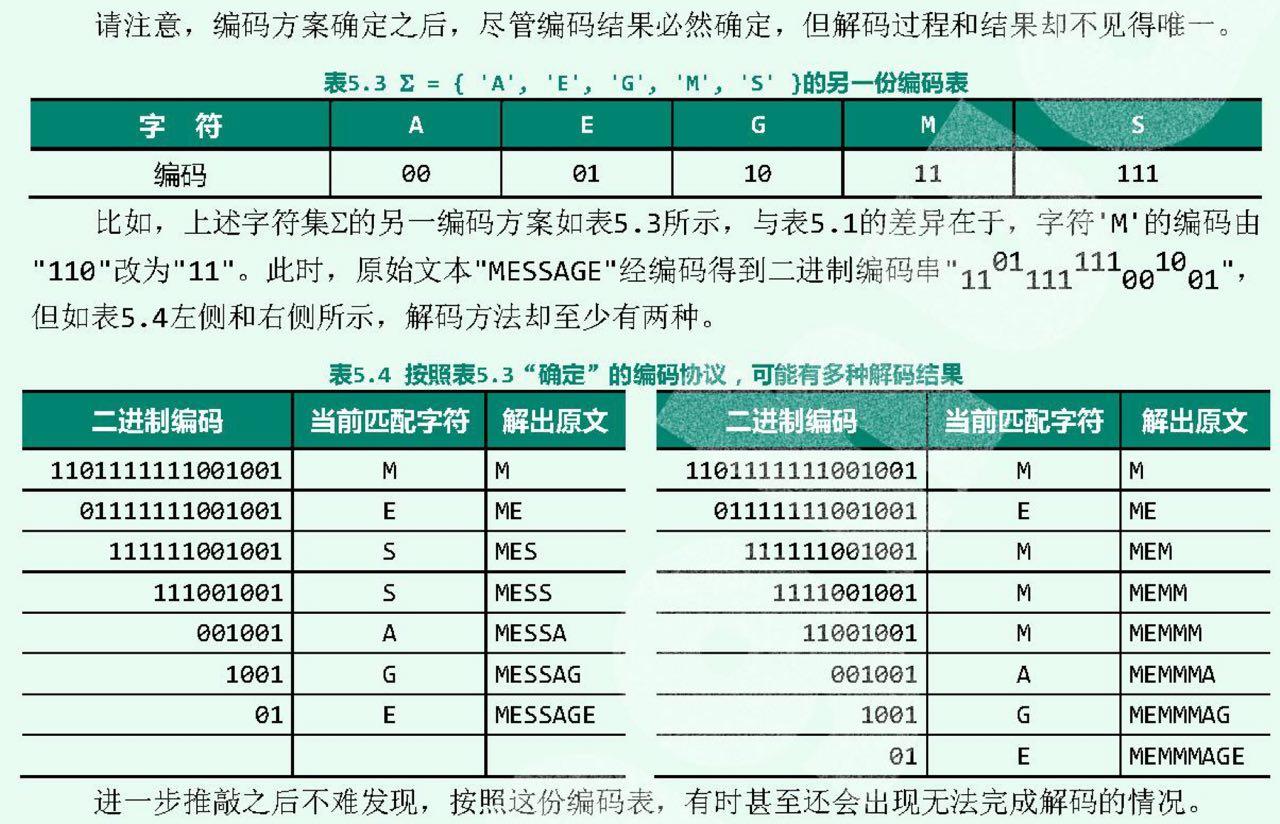 请注意，编码方案确定之后，尽管编码结果必然确定，但解码过程和结果却不见得唯一。
表5.3 Σ = { 'A', 'E', 'G', 'M', 'S' }的另一份编码表
字 符 A E G M S
编码 00 01 10 11 111
比如，上述字符集Σ的另一编码方案如表5.3所示，与表5.1的差异在于，字符'M'的编码由
"110"改为"11"。此时，原始文本"MESSAGE"经编码得到二进制编码串"1101111111001001"，
但如表5.4左侧和右侧所示，解码方法却至少有两种。
表5.4 按照表5.3“确定”的编码协议，可能有多种解码结果
二进制编码 当前匹配字符 解出原文 二进制编码 当前匹配字符 解出原文
1101111111001001 M M 1101111111001001 M M
01111111001001 E ME 01111111001001 E ME
111111001001 S MES 111111001001 M MEM
111001001 S MESS 1111001001 M MEMM
001001 A MESSA 11001001 M MEMMM
1001 G MESSAG 001001 A MEMMMA
01 E MESSAGE 1001 G MEMMMAG
01 E MEMMMAGE
进一步推敲之后不难发现，按照这份编码表，有时甚至还会出现无法完成解码的情况。